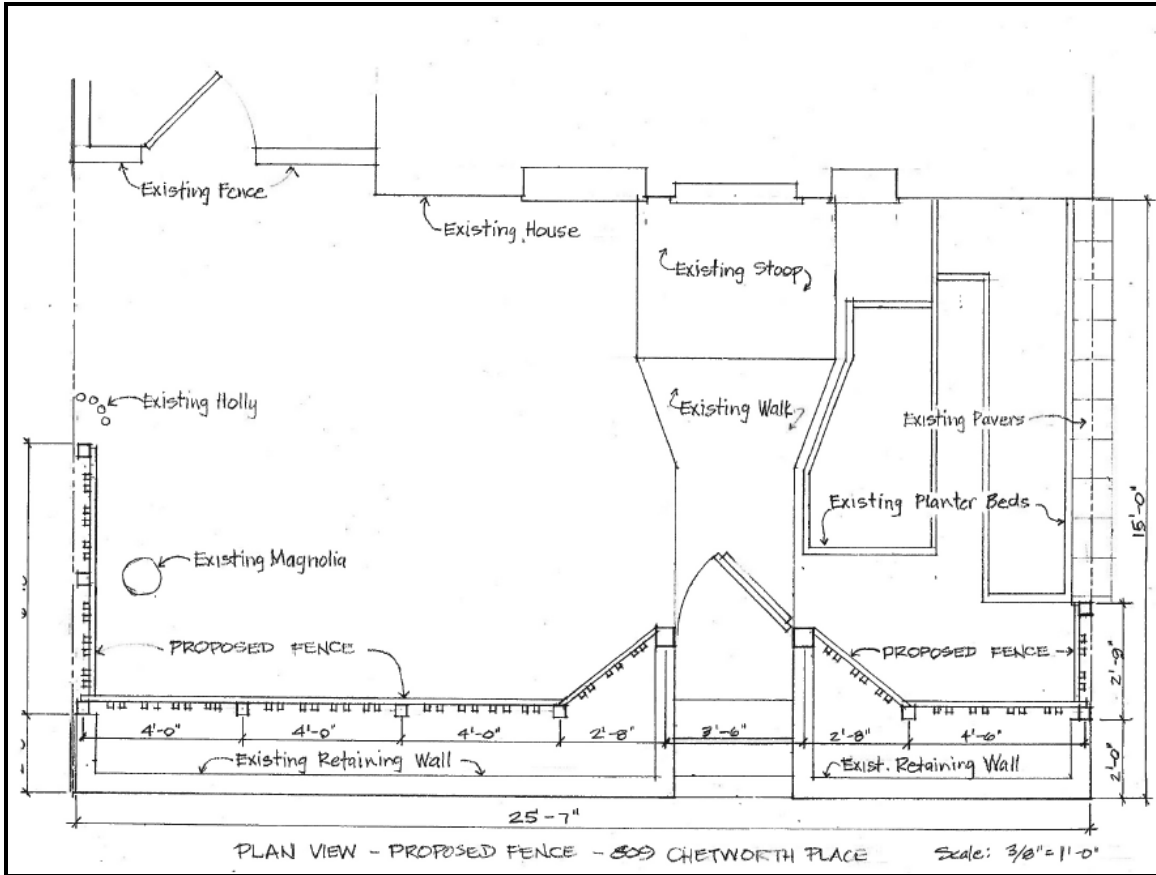 Existing Fence
Existing House
Existing Stoop
Existing Holly
Existing Walk
Existing Pavers
Existing Planter Beds
15'-0"
Existing Magnolia
PROPOSED FENCE
PROPOSED FENCE
2'-9"
4'-0"
4'-0"
4'-0"
2'-8"
3'-6"
2'-8"
4'-6"
2'-0"
Existing Retaining Wall
Exist. Retaining Wall
25-7"
PLAN VIEW - PROPOSED FENCE - 809 CHETWORTH PLACE
Scale: 3/8"=1'-0"